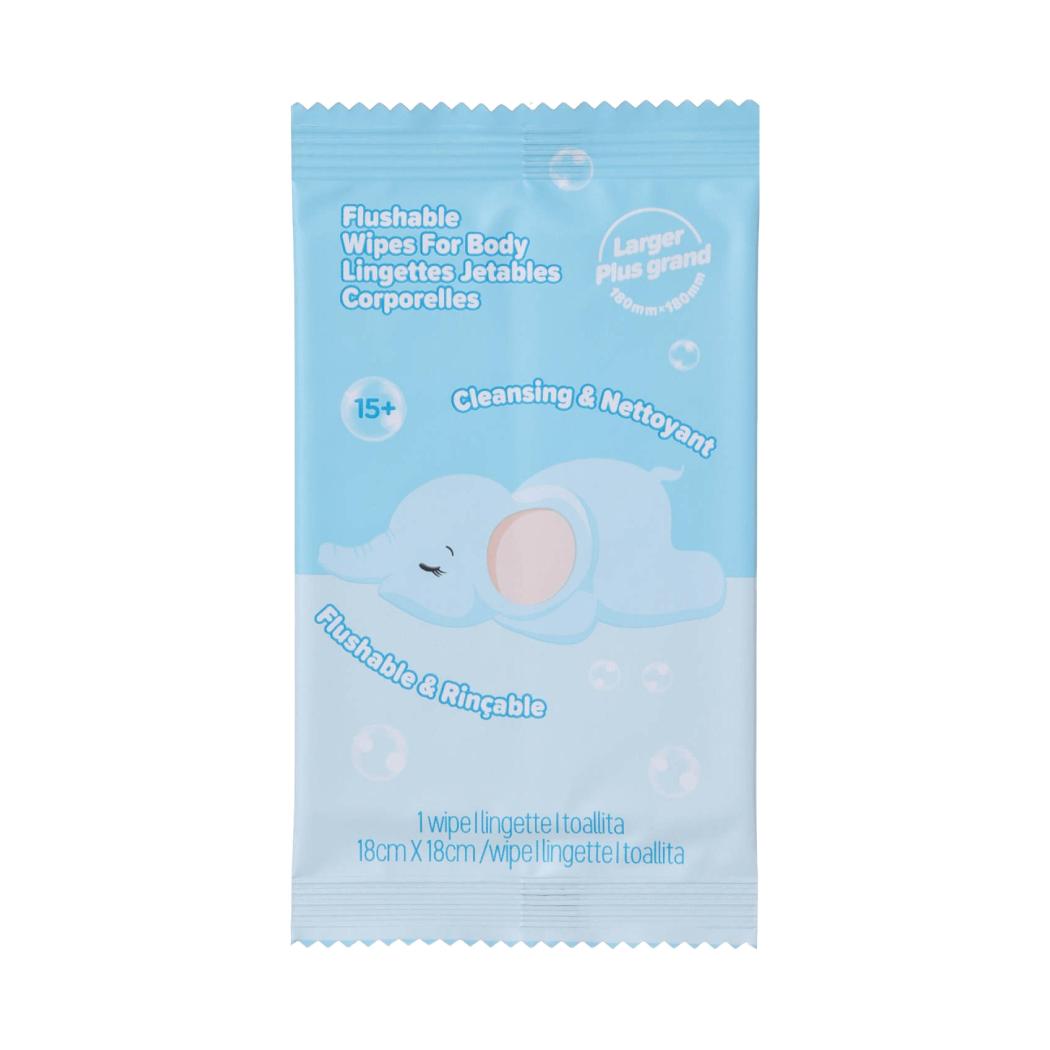 Flushable
Wipes For Body
Lingettes Jetables
Corporelles
Larger
Plus grand
180mm×180mm
15+
Cleansing & Nettoyant
Flushable & Rinçable
1 wipe|lingette|toallita
18cm X 18cm /wipe|lingette|toallita